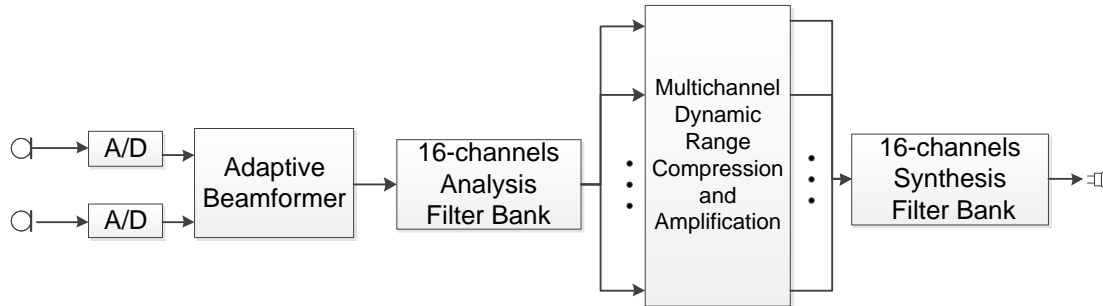 A/D
A/D
Adaptive
Beamformer
16-channels
Analysis
Filter Bank
Multichannel
Dynamic
Range
Compression
and
Amplification
16-channels
Synthesis
Filter Bank